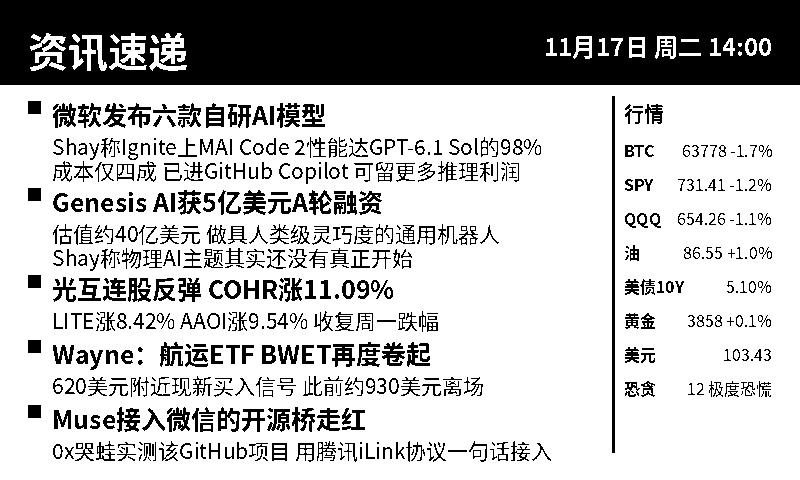 资讯速递
11月17日 周二 14:00
微软发布六款自研AI模型
Shay称Ignite上MAI Code 2性能达GPT-6.1 Sol的98%
成本仅四成 已进GitHub Copilot 可留更多推理利润
Genesis AI获5亿美元A轮融资
估值约40亿美元 做具人类级灵巧度的通用机器人
Shay称物理AI主题其实还没有真正开始
光互连股反弹 COHR涨11.09%
LITE涨8.42% AAOI涨9.54% 收复周一跌幅
Wayne：航运ETF BWET再度卷起
620美元附近现新买入信号 此前约930美元离场
Muse接入微信的开源桥走红
0x哭蛙实测该GitHub项目 用腾讯iLink协议一句话接入
行情
BTC 63778 -1.7%
SPY 731.41 -1.2%
QQQ 654.26 -1.1%
油 86.55 +1.0%
美债10Y 5.10%
黄金 3858 +0.1%
美元 103.43
恐贪 12 极度恐慌